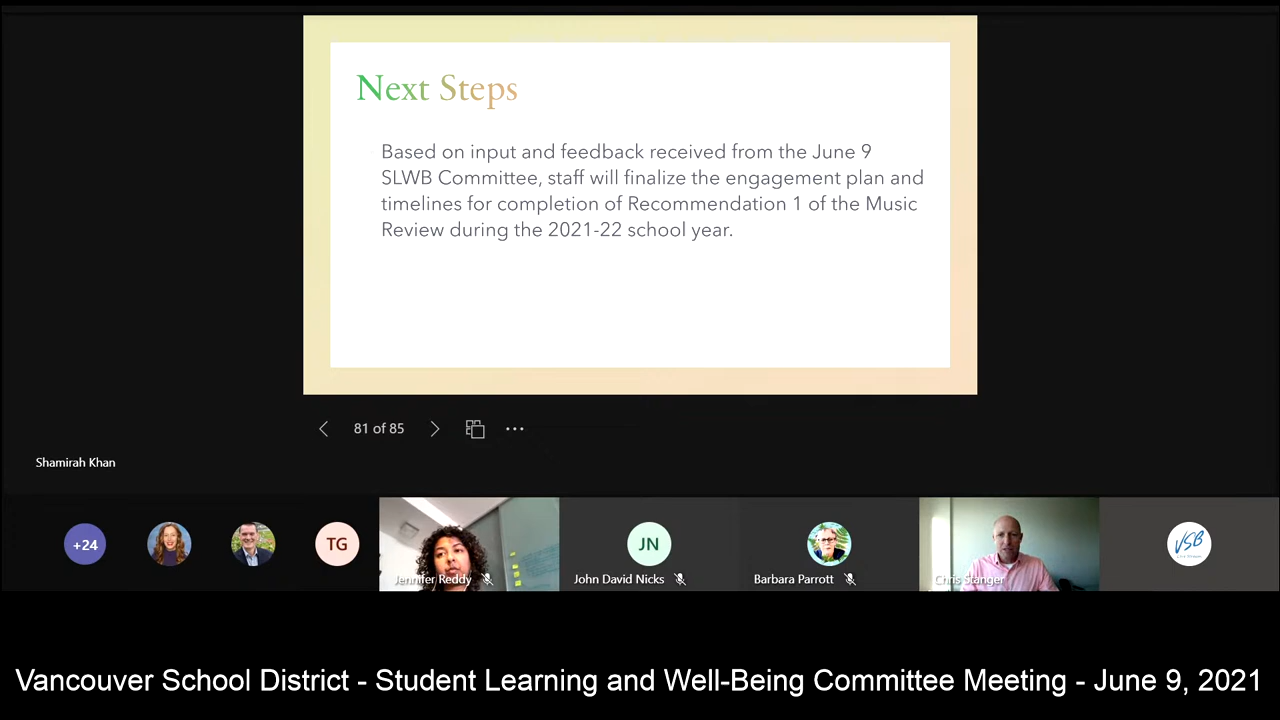 Next Steps
Based on input and feedback received from the June 9
SLWB Committee, staff will finalize the engagement plan and
timelines for completion of Recommendation 1 of the Music
Review during the 2021-22 school year.
81 of 85
Shamirah Khan
+24
TG
JN
VSB
Jennifer Reddy
John David Nicks
Barbara Parrott
Chris Stanger
Vancouver School District - Student Learning and Well-Being Committee Meeting - June 9, 2021